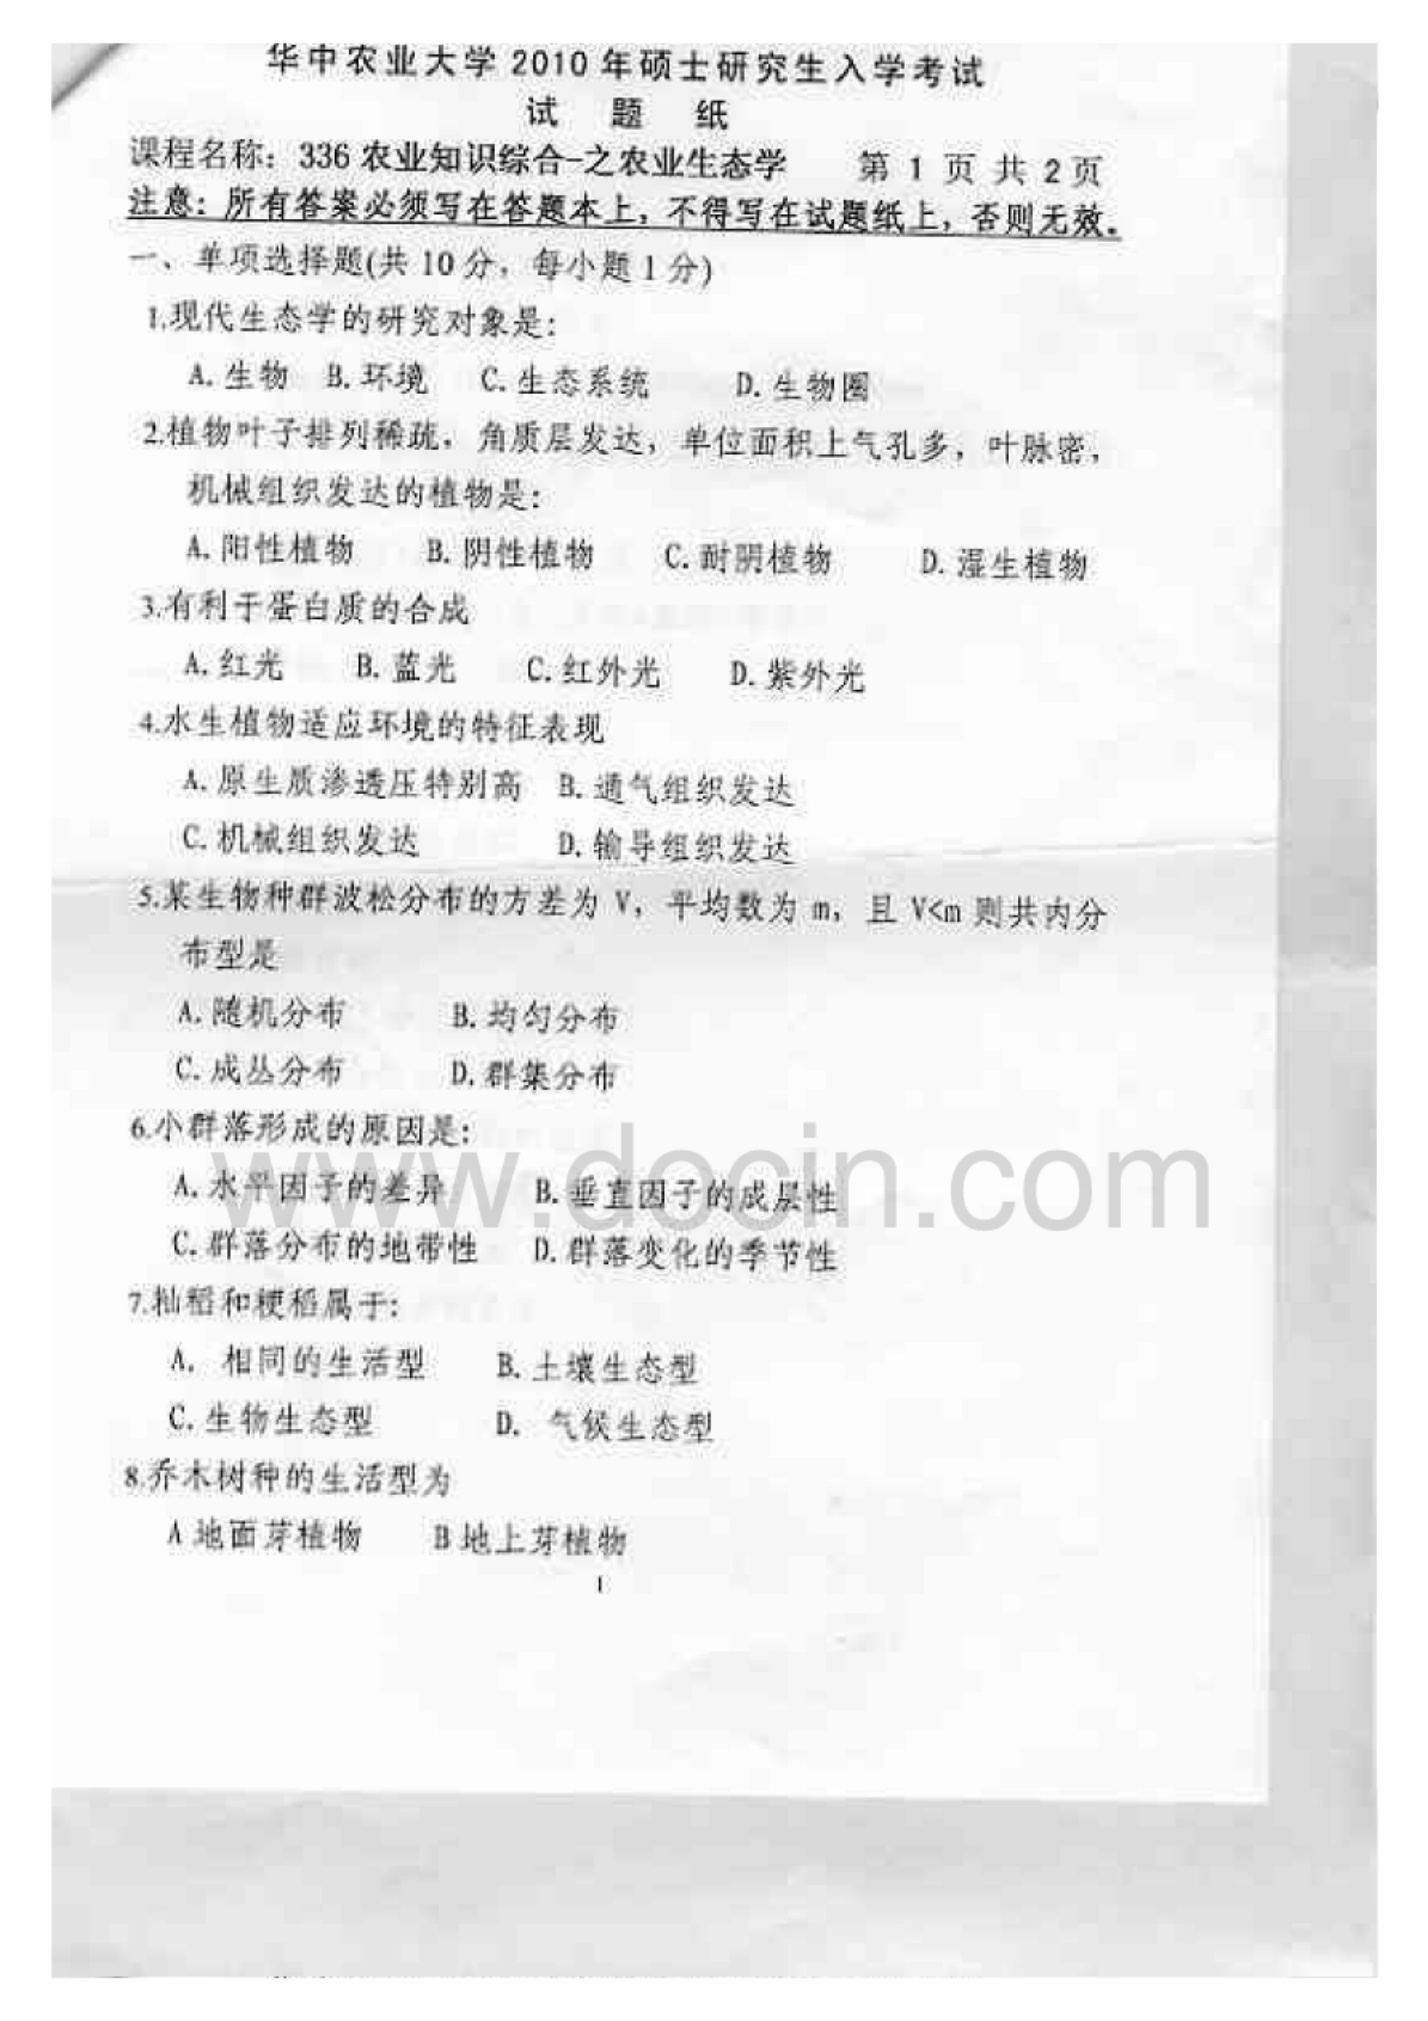 华中农业大学 2010 年硕士研究生入学考试
试 题 纸
课程名称：336 农业知识综合-之农业生态学 第 1 页 共 2 页
注意：所有答案必须写在答题本上，不得写在试题纸上，否则无效。
一、单项选择题(共 10 分，每小题 1 分)
1.现代生态学的研究对象是：
A. 生物 B. 环境 C. 生态系统 D. 生物圈
2.植物叶子排列稀疏，角质层发达，单位面积上气孔多，叶脉密，
机械组织发达的植物是：
A. 阳性植物 B. 阴性植物 C. 耐阴植物 D. 湿生植物
3.有利于蛋白质的合成
A. 红光 B. 蓝光 C. 红外光 D. 紫外光
4.水生植物适应环境的特征表现
A. 原生质渗透压特别高 B. 通气组织发达
C. 机械组织发达 D. 输导组织发达
5.某生物种群波松分布的方差为 V，平均数为 m，且 V<m 则共内分
布型是
A. 随机分布 B. 均匀分布
C. 成丛分布 D. 群集分布
6.小群落形成的原因是：
A. 水平因子的差异 B. 垂直因子的成层性
C. 群落分布的地带性 D. 群落变化的季节性
www.docin.com
7.籼稻和粳稻属于：
A. 相同的生活型 B. 土壤生态型
C. 生物生态型 D. 气候生态型
8.乔木树种的生活型为
A 地面芽植物 B 地上芽植物
1